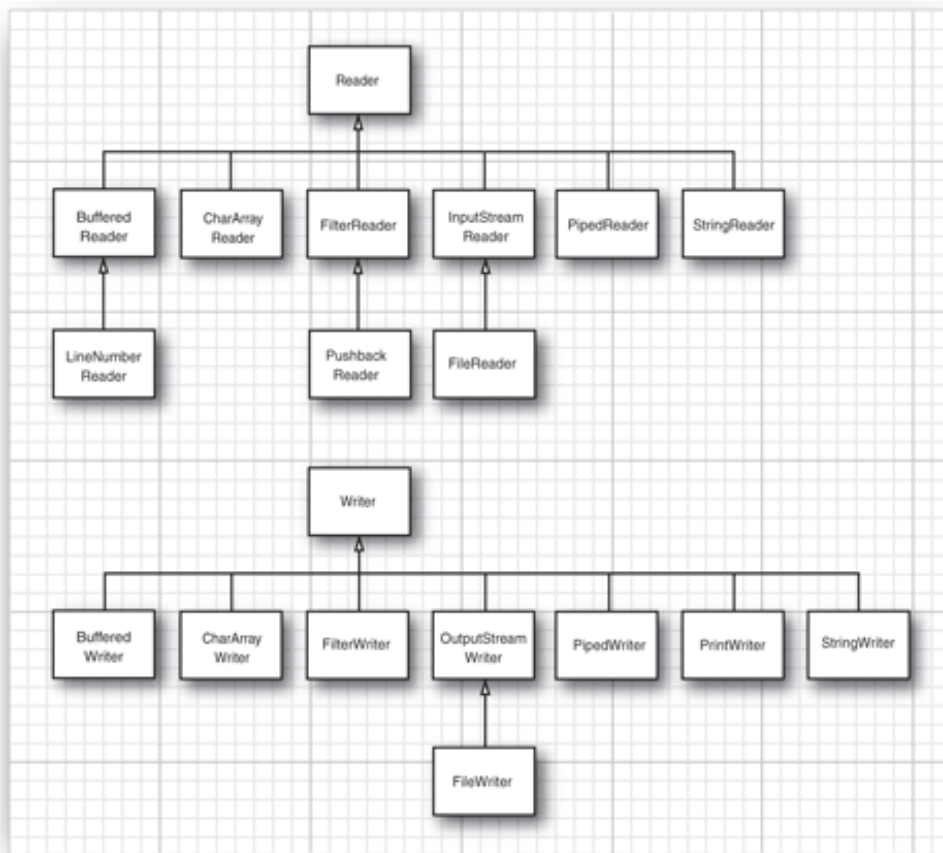 Reader
Buffered
Reader
CharArray
Reader
FilterReader
InputStream
Reader
PipedReader
StringReader
LineNumber
Reader
Pushback
Reader
FileReader
Writer
Buffered
Writer
CharArray
Writer
FilterWriter
OutputStream
Writer
PipedWriter
PrintWriter
StringWriter
FileWriter